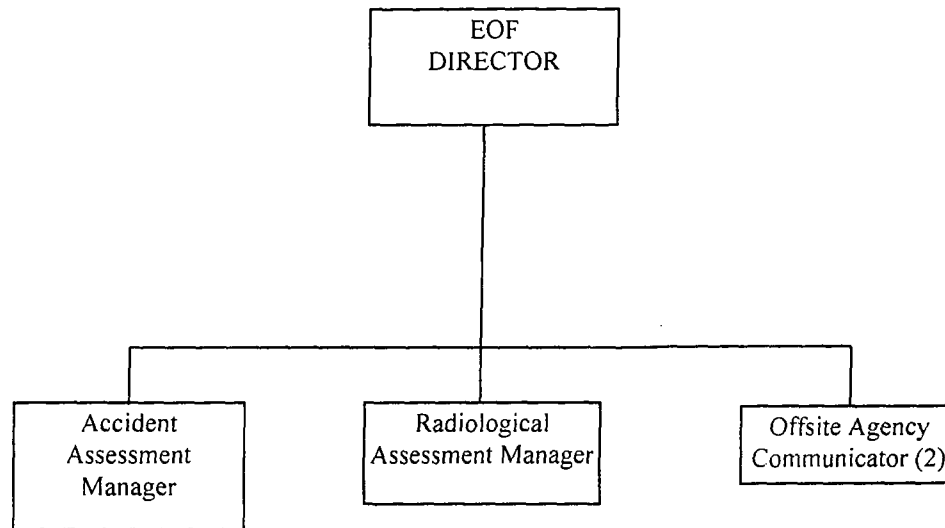 EOF
DIRECTOR
Accident
Assessment
Manager
Radiological
Assessment Manager
Offsite Agency
Communicator (2)